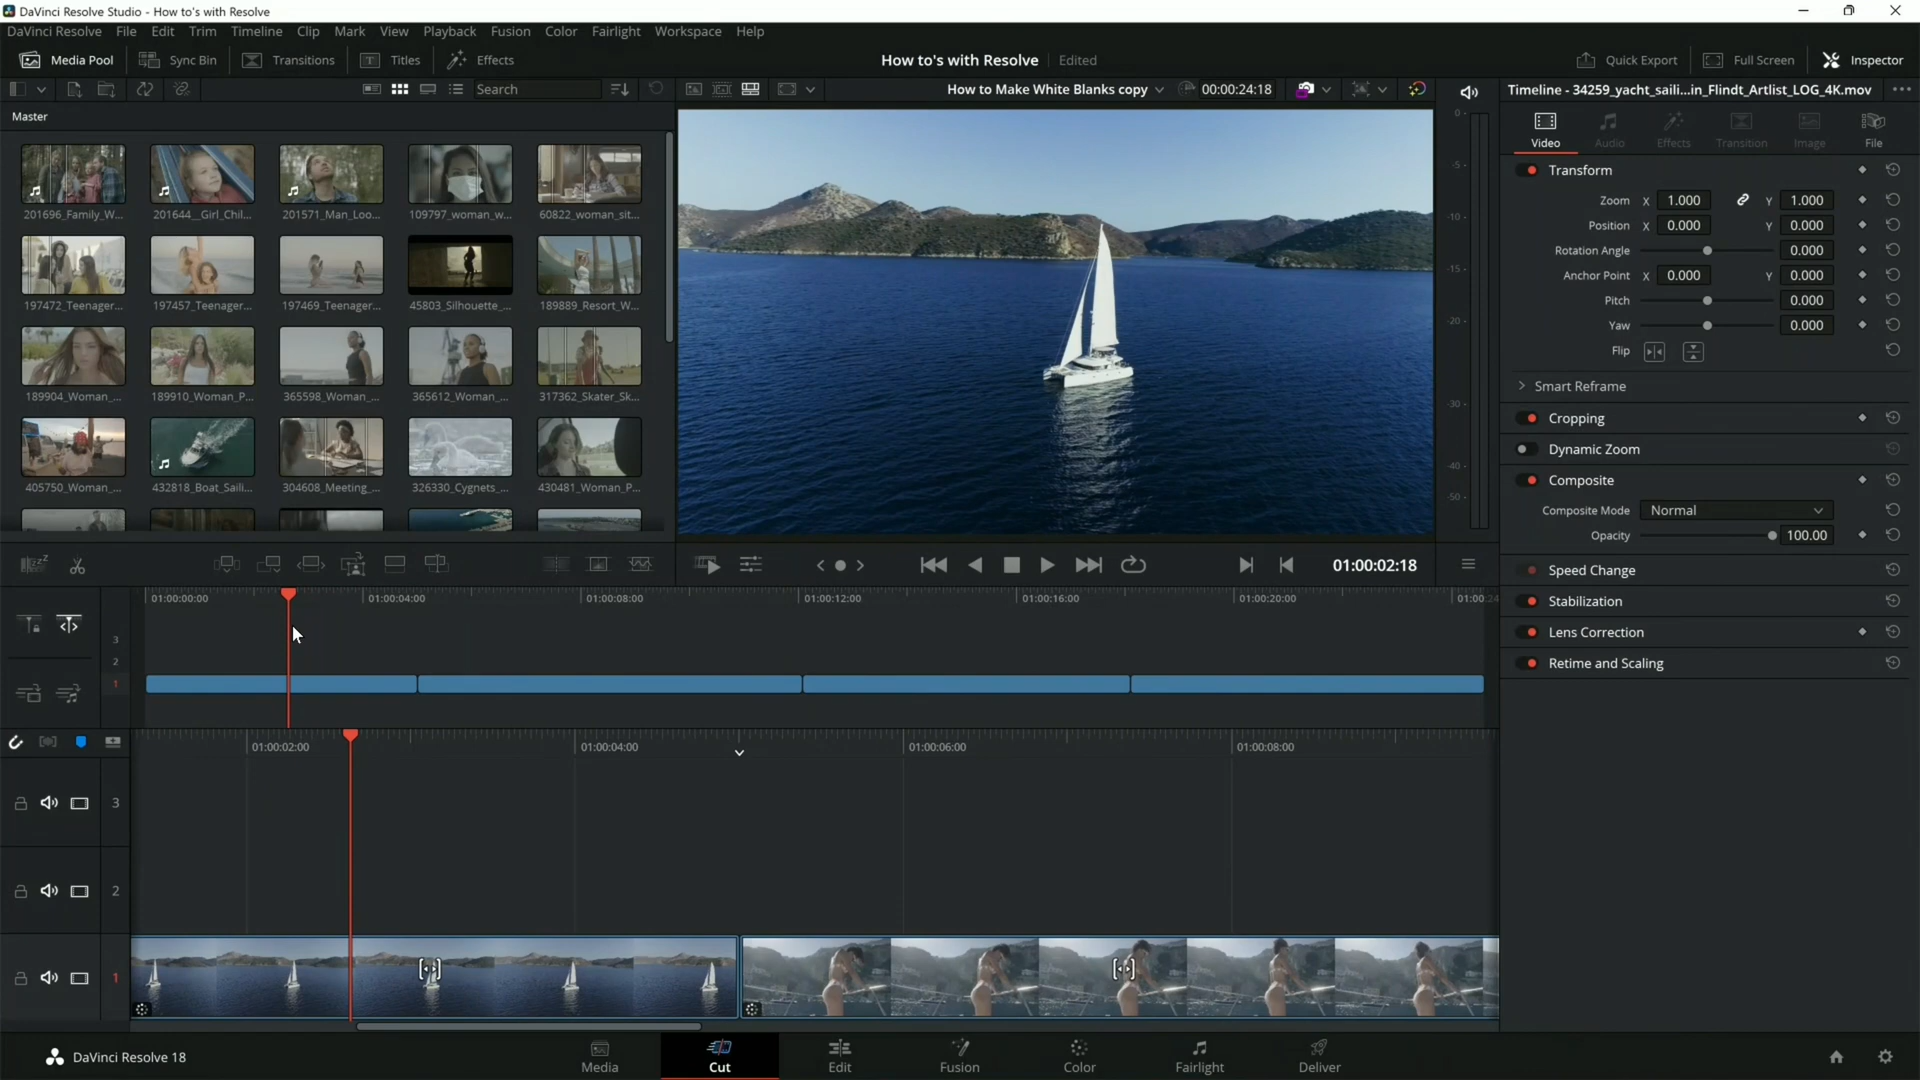 DaVinci Resolve Studio - How to's with Resolve
DaVinci Resolve File Edit Trim Timeline Clip Mark View Playback Fusion Color Fairlight Workspace Help
Media Pool Sync Bin Transitions Titles Effects How to's with Resolve Edited Quick Export Full Screen Inspector
Search How to Make White Blanks copy 00:00:24:18 Timeline - 34259_yacht_saili...in_Flindt_Artlist_LOG_4K.mov
Master
Video Audio Effects Transition Image File
201696_Family_W... 201644__Girl_Chil... 201571_Man_Loo... 109797_woman_w... 60822_woman_sit...
197472_Teenager... 197457_Teenager... 197469_Teenager... 45803_Silhouette_... 189889_Resort_W...
189904_Woman_... 189910_Woman_P... 365598_Woman_... 365612_Woman_... 317362_Skater_Sk...
405750_Woman_... 432818_Boat_Saili... 304608_Meeting_... 326330_Cygnets_... 430481_Woman_P...
0
-5
-10
-15
-20
-30
-40
-50
Transform
Zoom X 1.000 Y 1.000
Position X 0.000 Y 0.000
Rotation Angle 0.000
Anchor Point X 0.000 Y 0.000
Pitch 0.000
Yaw 0.000
Flip
Smart Reframe
Cropping
Dynamic Zoom
Composite
Composite Mode Normal
Opacity 100.00
Speed Change
Stabilization
Lens Correction
Retime and Scaling
01:00:02:18
01:00:00:00 01:00:04:00 01:00:08:00 01:00:12:00 01:00:16:00 01:00:20:00 01:00:24
3
2
1
01:00:02:00 01:00:04:00 01:00:06:00 01:00:08:00
3
2
1
DaVinci Resolve 18
Media Cut Edit Fusion Color Fairlight Deliver